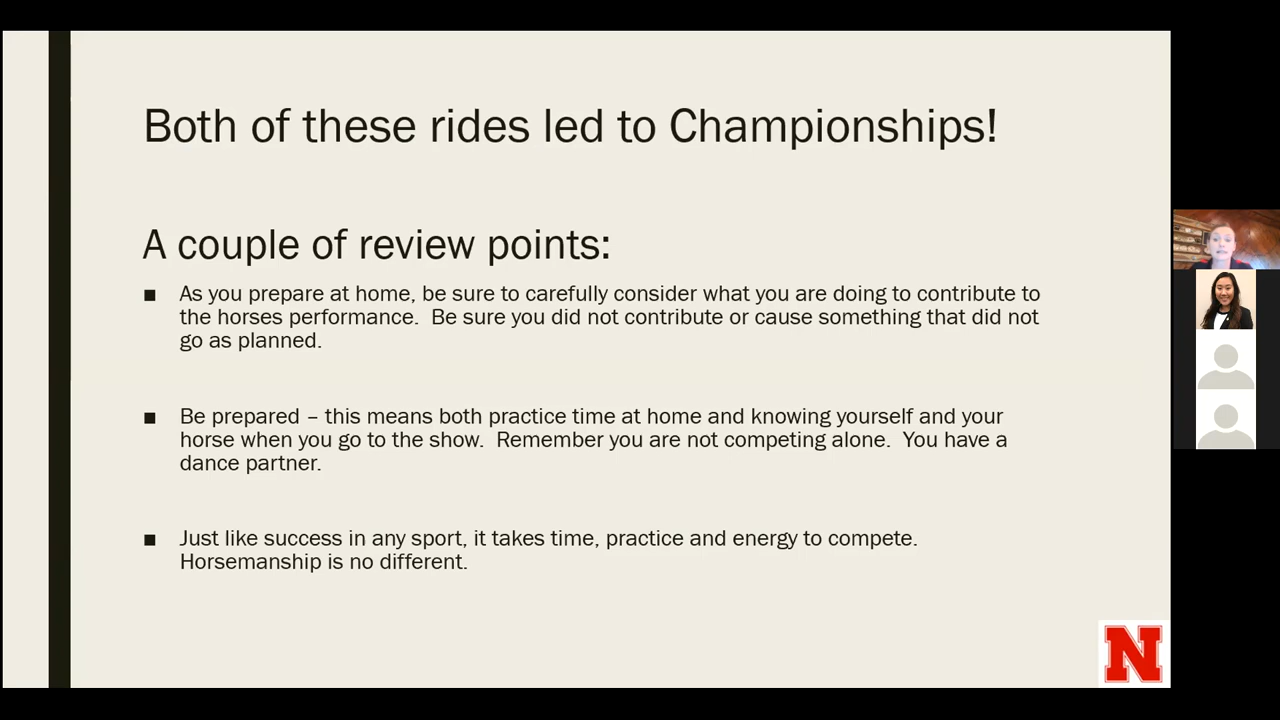 Both of these rides led to Championships!
A couple of review points:
■ As you prepare at home, be sure to carefully consider what you are doing to contribute to
the horses performance.  Be sure you did not contribute or cause something that did not
go as planned.
■ Be prepared – this means both practice time at home and knowing yourself and your
horse when you go to the show.  Remember you are not competing alone.  You have a
dance partner.
■ Just like success in any sport, it takes time, practice and energy to compete.
Horsemanship is no different.
N